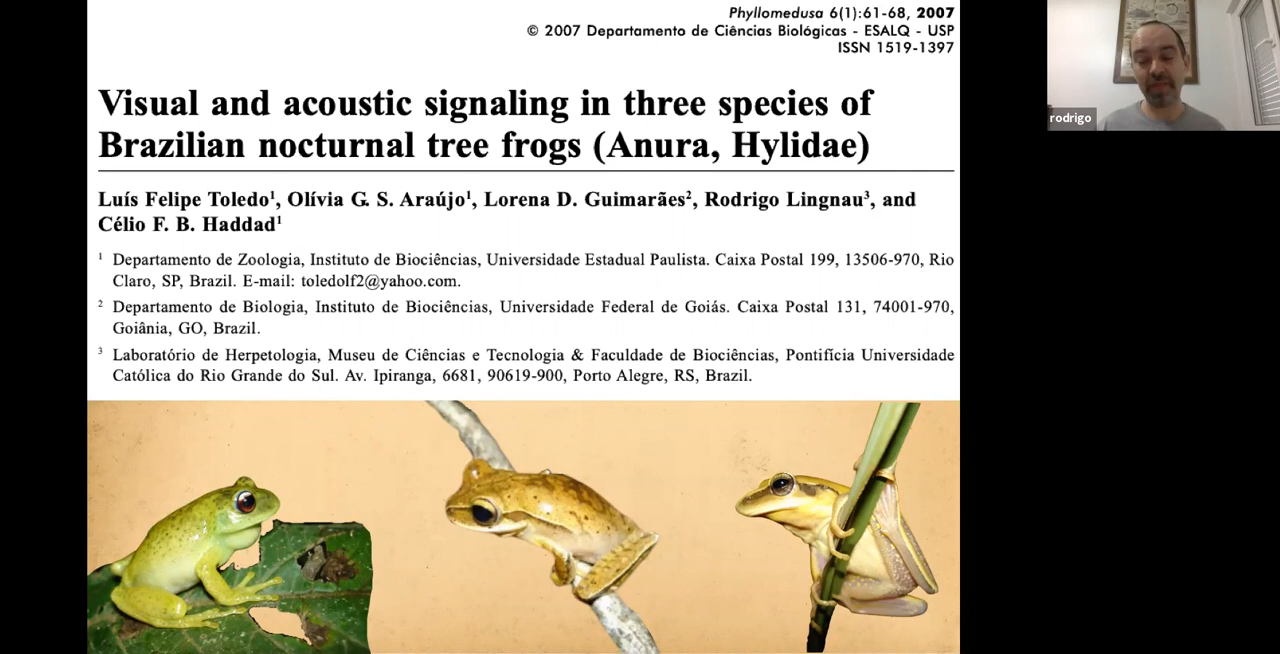 Phyllomedusa 6(1):61-68, 2007
© 2007 Departamento de Ciências Biológicas - ESALQ - USP
ISSN 1519-1397
Visual and acoustic signaling in three species of
Brazilian nocturnal tree frogs (Anura, Hylidae)
Luís Felipe Toledo¹, Olívia G. S. Araújo¹, Lorena D. Guimarães², Rodrigo Lingnau³, and
Célio F. B. Haddad¹
¹ Departamento de Zoologia, Instituto de Biociências, Universidade Estadual Paulista. Caixa Postal 199, 13506-970, Rio
Claro, SP, Brazil. E-mail: toledolf2@yahoo.com.
² Departamento de Biologia, Instituto de Biociências, Universidade Federal de Goiás. Caixa Postal 131, 74001-970,
Goiânia, GO, Brazil.
³ Laboratório de Herpetologia, Museu de Ciências e Tecnologia & Faculdade de Biociências, Pontifícia Universidade
Católica do Rio Grande do Sul. Av. Ipiranga, 6681, 90619-900, Porto Alegre, RS, Brazil.
rodrigo